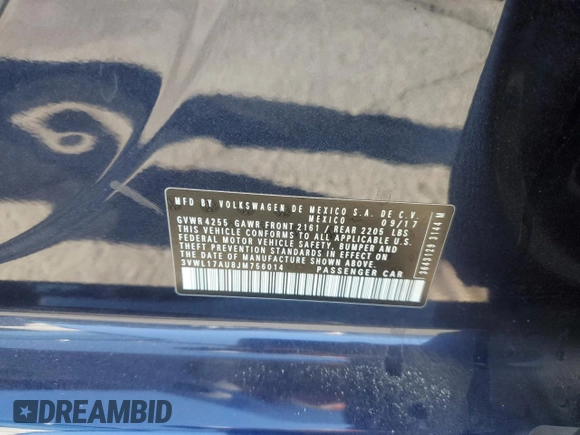 MFD BY VOLKSWAGEN DE MEXICO S.A. DE C.V.
MEXICO 09/17
GVWR4255 GAWR FRONT 2161 / REAR 2205 LBS
THIS VEHICLE CONFORMS TO ALL APPLICABLE U.S.
FEDERAL MOTOR VEHICLE SAFETY, BUMPER AND
THEFT PREVENTION STANDARDS IN EFFECT ON
THE DATE OF MANUFACTURE SHOWN ABOVE.
3VWL17AU8JM756014
PASSENGER CAR
DREAMBID